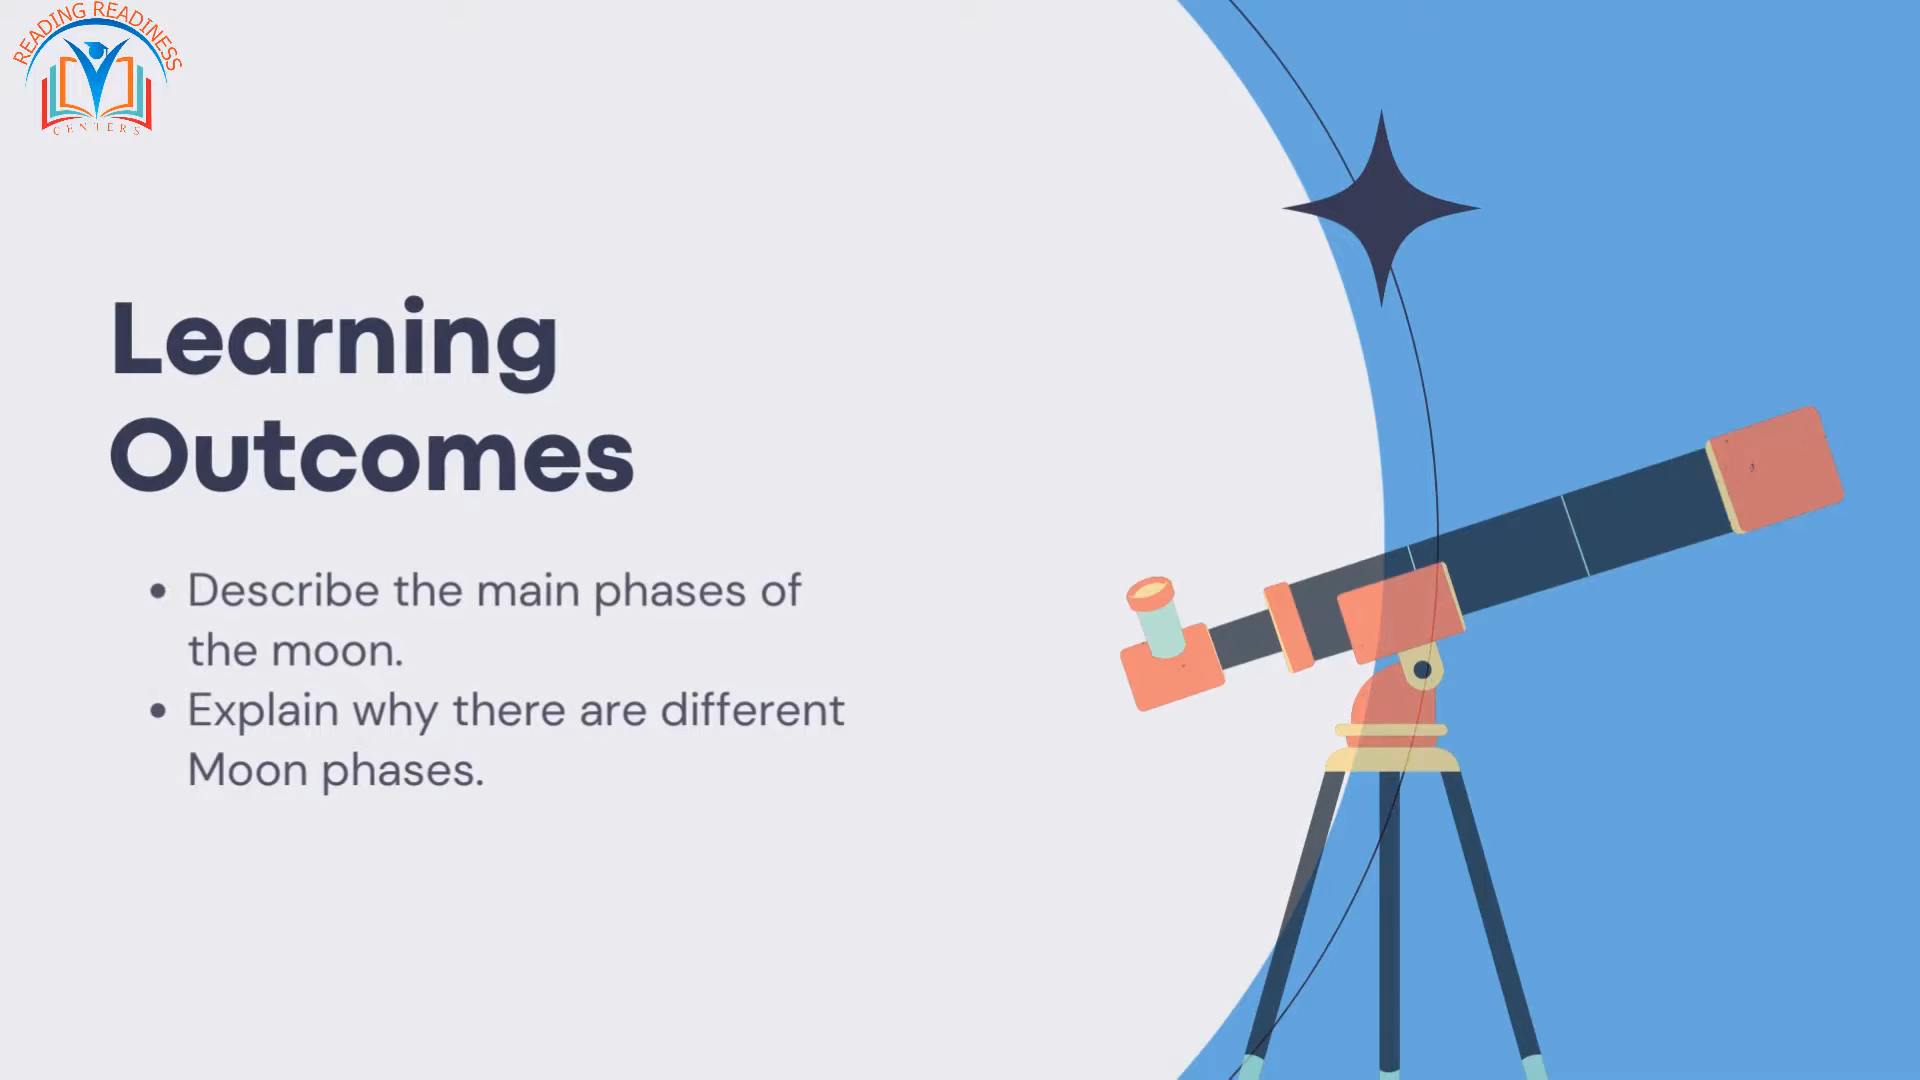 READING READINESS
CENTERS
Learning
Outcomes
• Describe the main phases of
the moon.
• Explain why there are different
Moon phases.